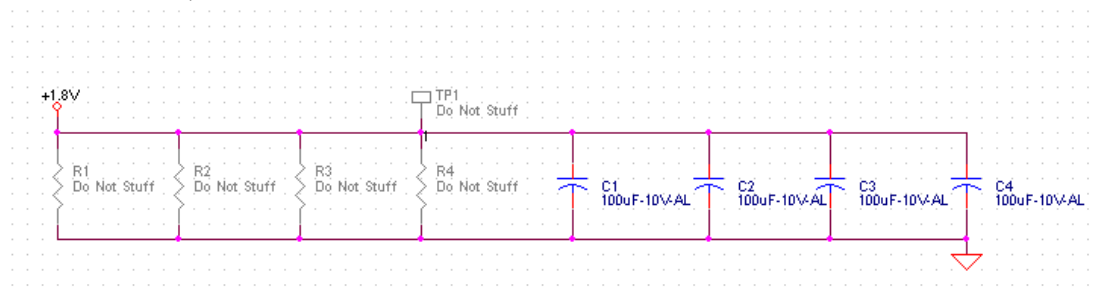 +1.8V
TP1
Do Not Stuff
1
R1
Do Not Stuff
R2
Do Not Stuff
R3
Do Not Stuff
R4
Do Not Stuff
C1
100uF-10V-AL
C2
100uF-10V-AL
C3
100uF-10V-AL
C4
100uF-10V-AL